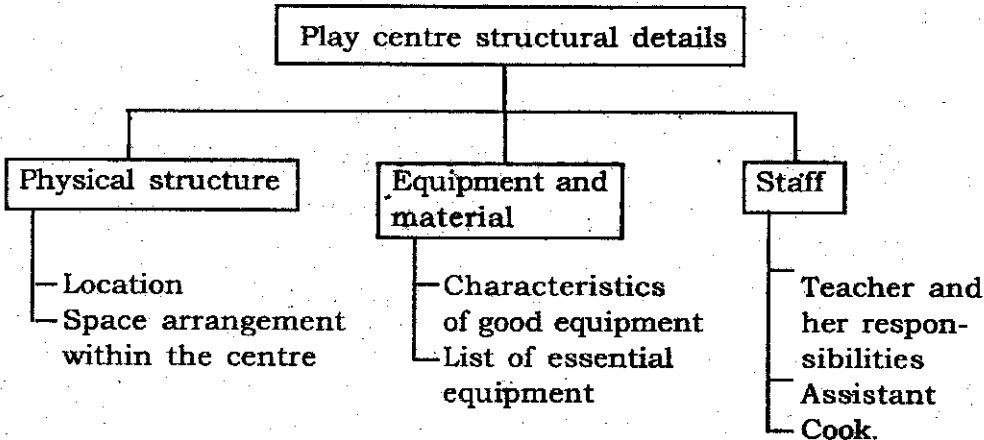 Play centre structural details
Physical structure
Location
Space arrangement
within the centre
Equipment and
material
Characteristics
of good equipment
List of essential
equipment
Staff
Teacher and
her respon-
sibilities
Assistant
Cook.